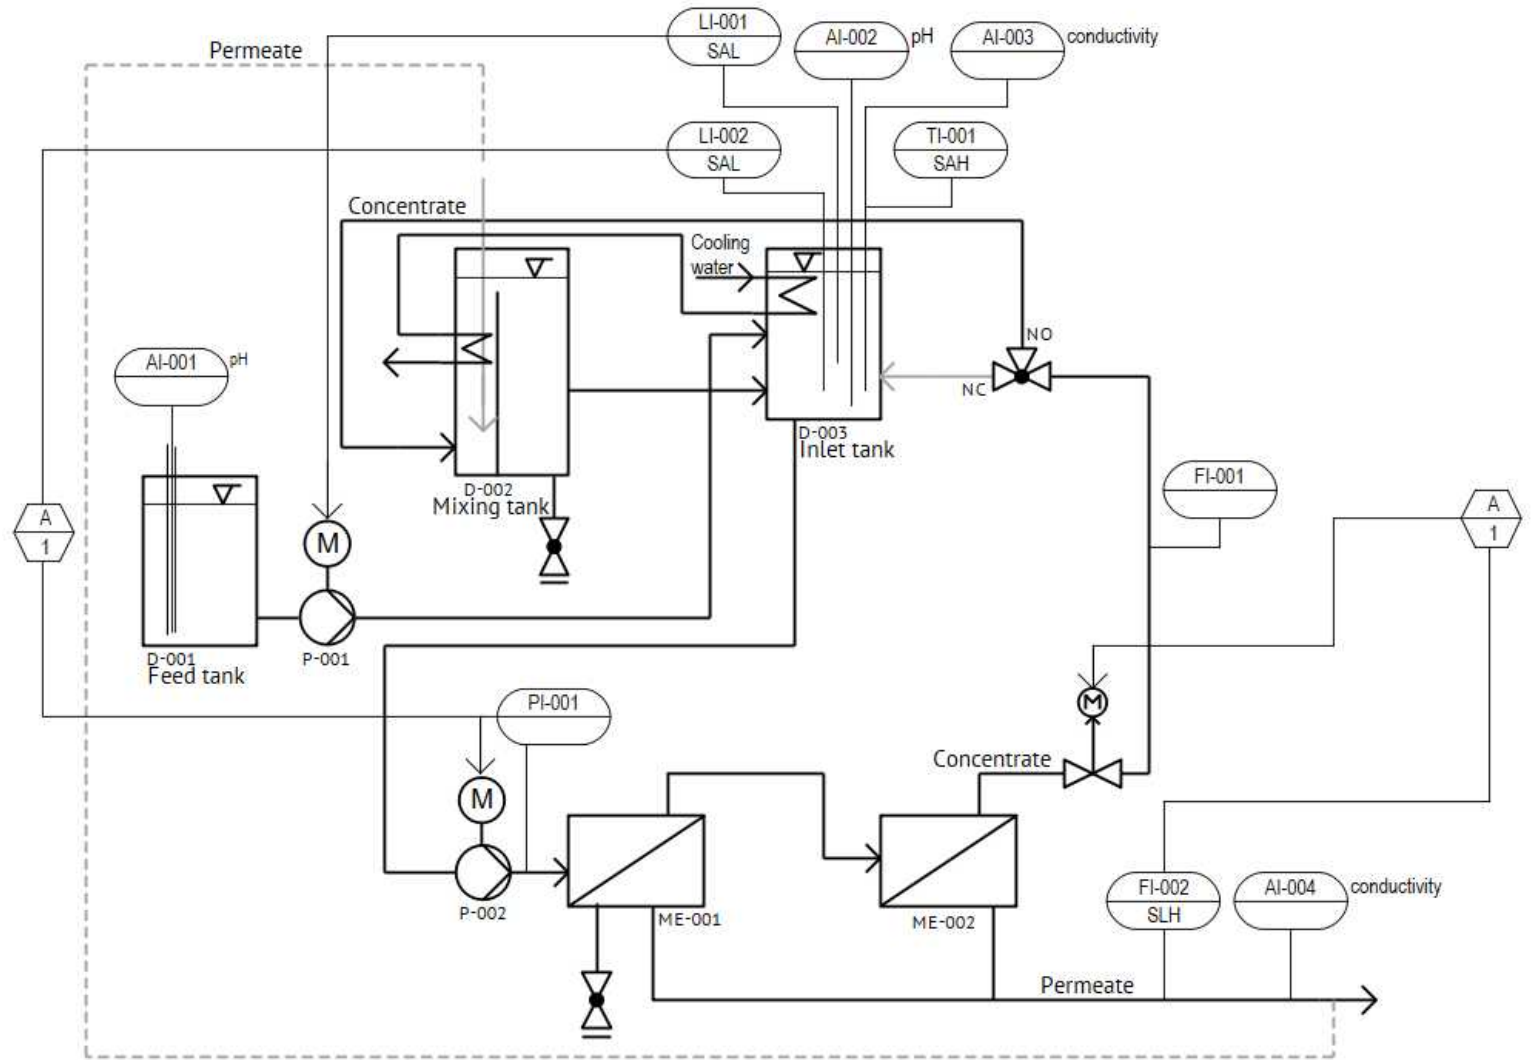 LI-001
SAL
AI-002
pH
AI-003
conductivity
Permeate
LI-002
SAL
TI-001
SAH
Concentrate
Cooling
water
NO
AI-001
pH
NC
D-003
Inlet tank
D-002
Mixing tank
FI-001
A
1
A
1
M
D-001
Feed tank
P-001
PI-001
M
Concentrate
M
P-002
ME-001
ME-002
FI-002
SLH
AI-004
conductivity
Permeate